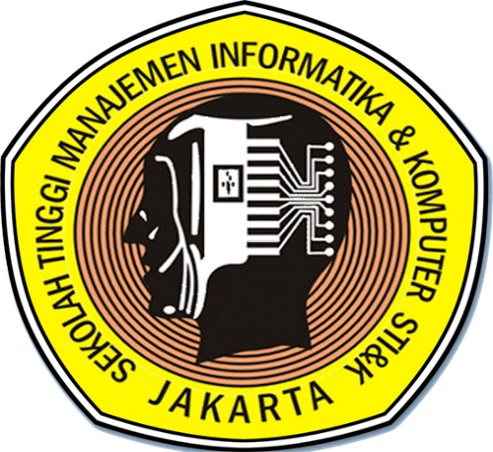 SEKOLAH TINGGI MANAJEMEN INFORMATIKA & KOMPUTER STI&K
JAKARTA